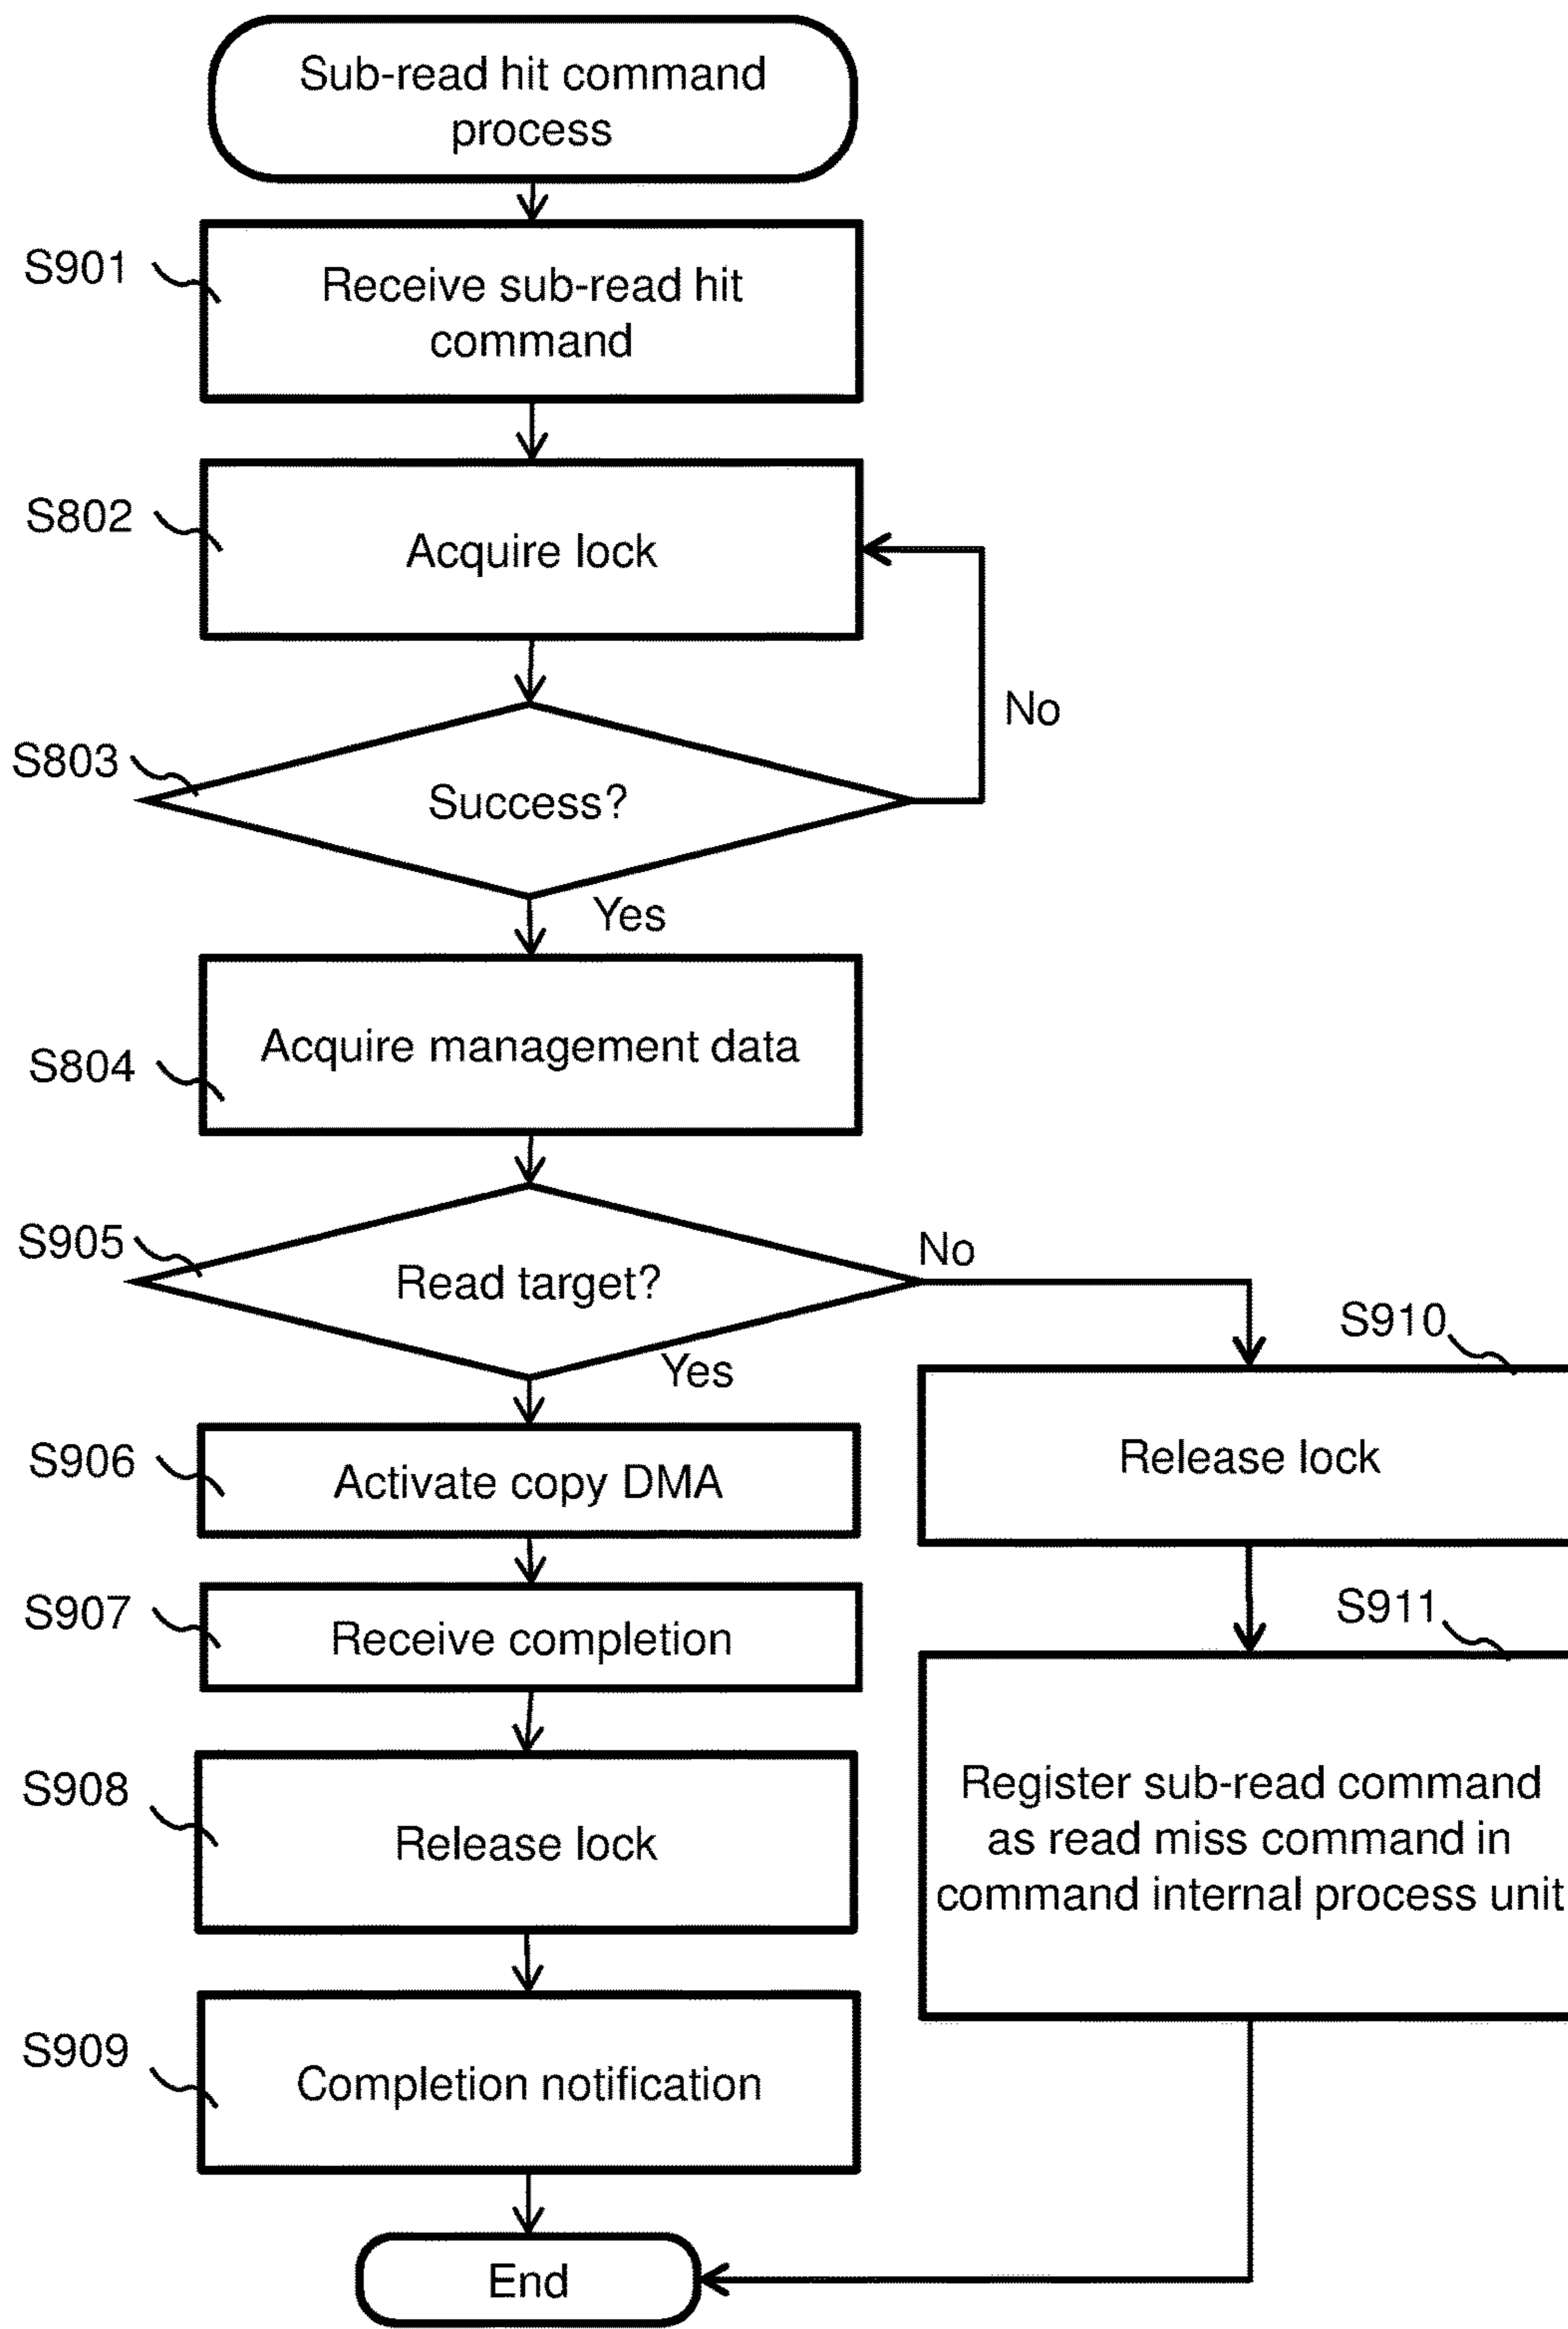 Sub-read hit command
process
S901
Receive sub-read hit
command
S802
Acquire lock
S803
Success?
No
Yes
S804
Acquire management data
S905
Read target?
No
Yes
S906
Activate copy DMA
S907
Receive completion
S908
Release lock
S909
Completion notification
S910
Release lock
S911
Register sub-read command
as read miss command in
command internal process unit
End